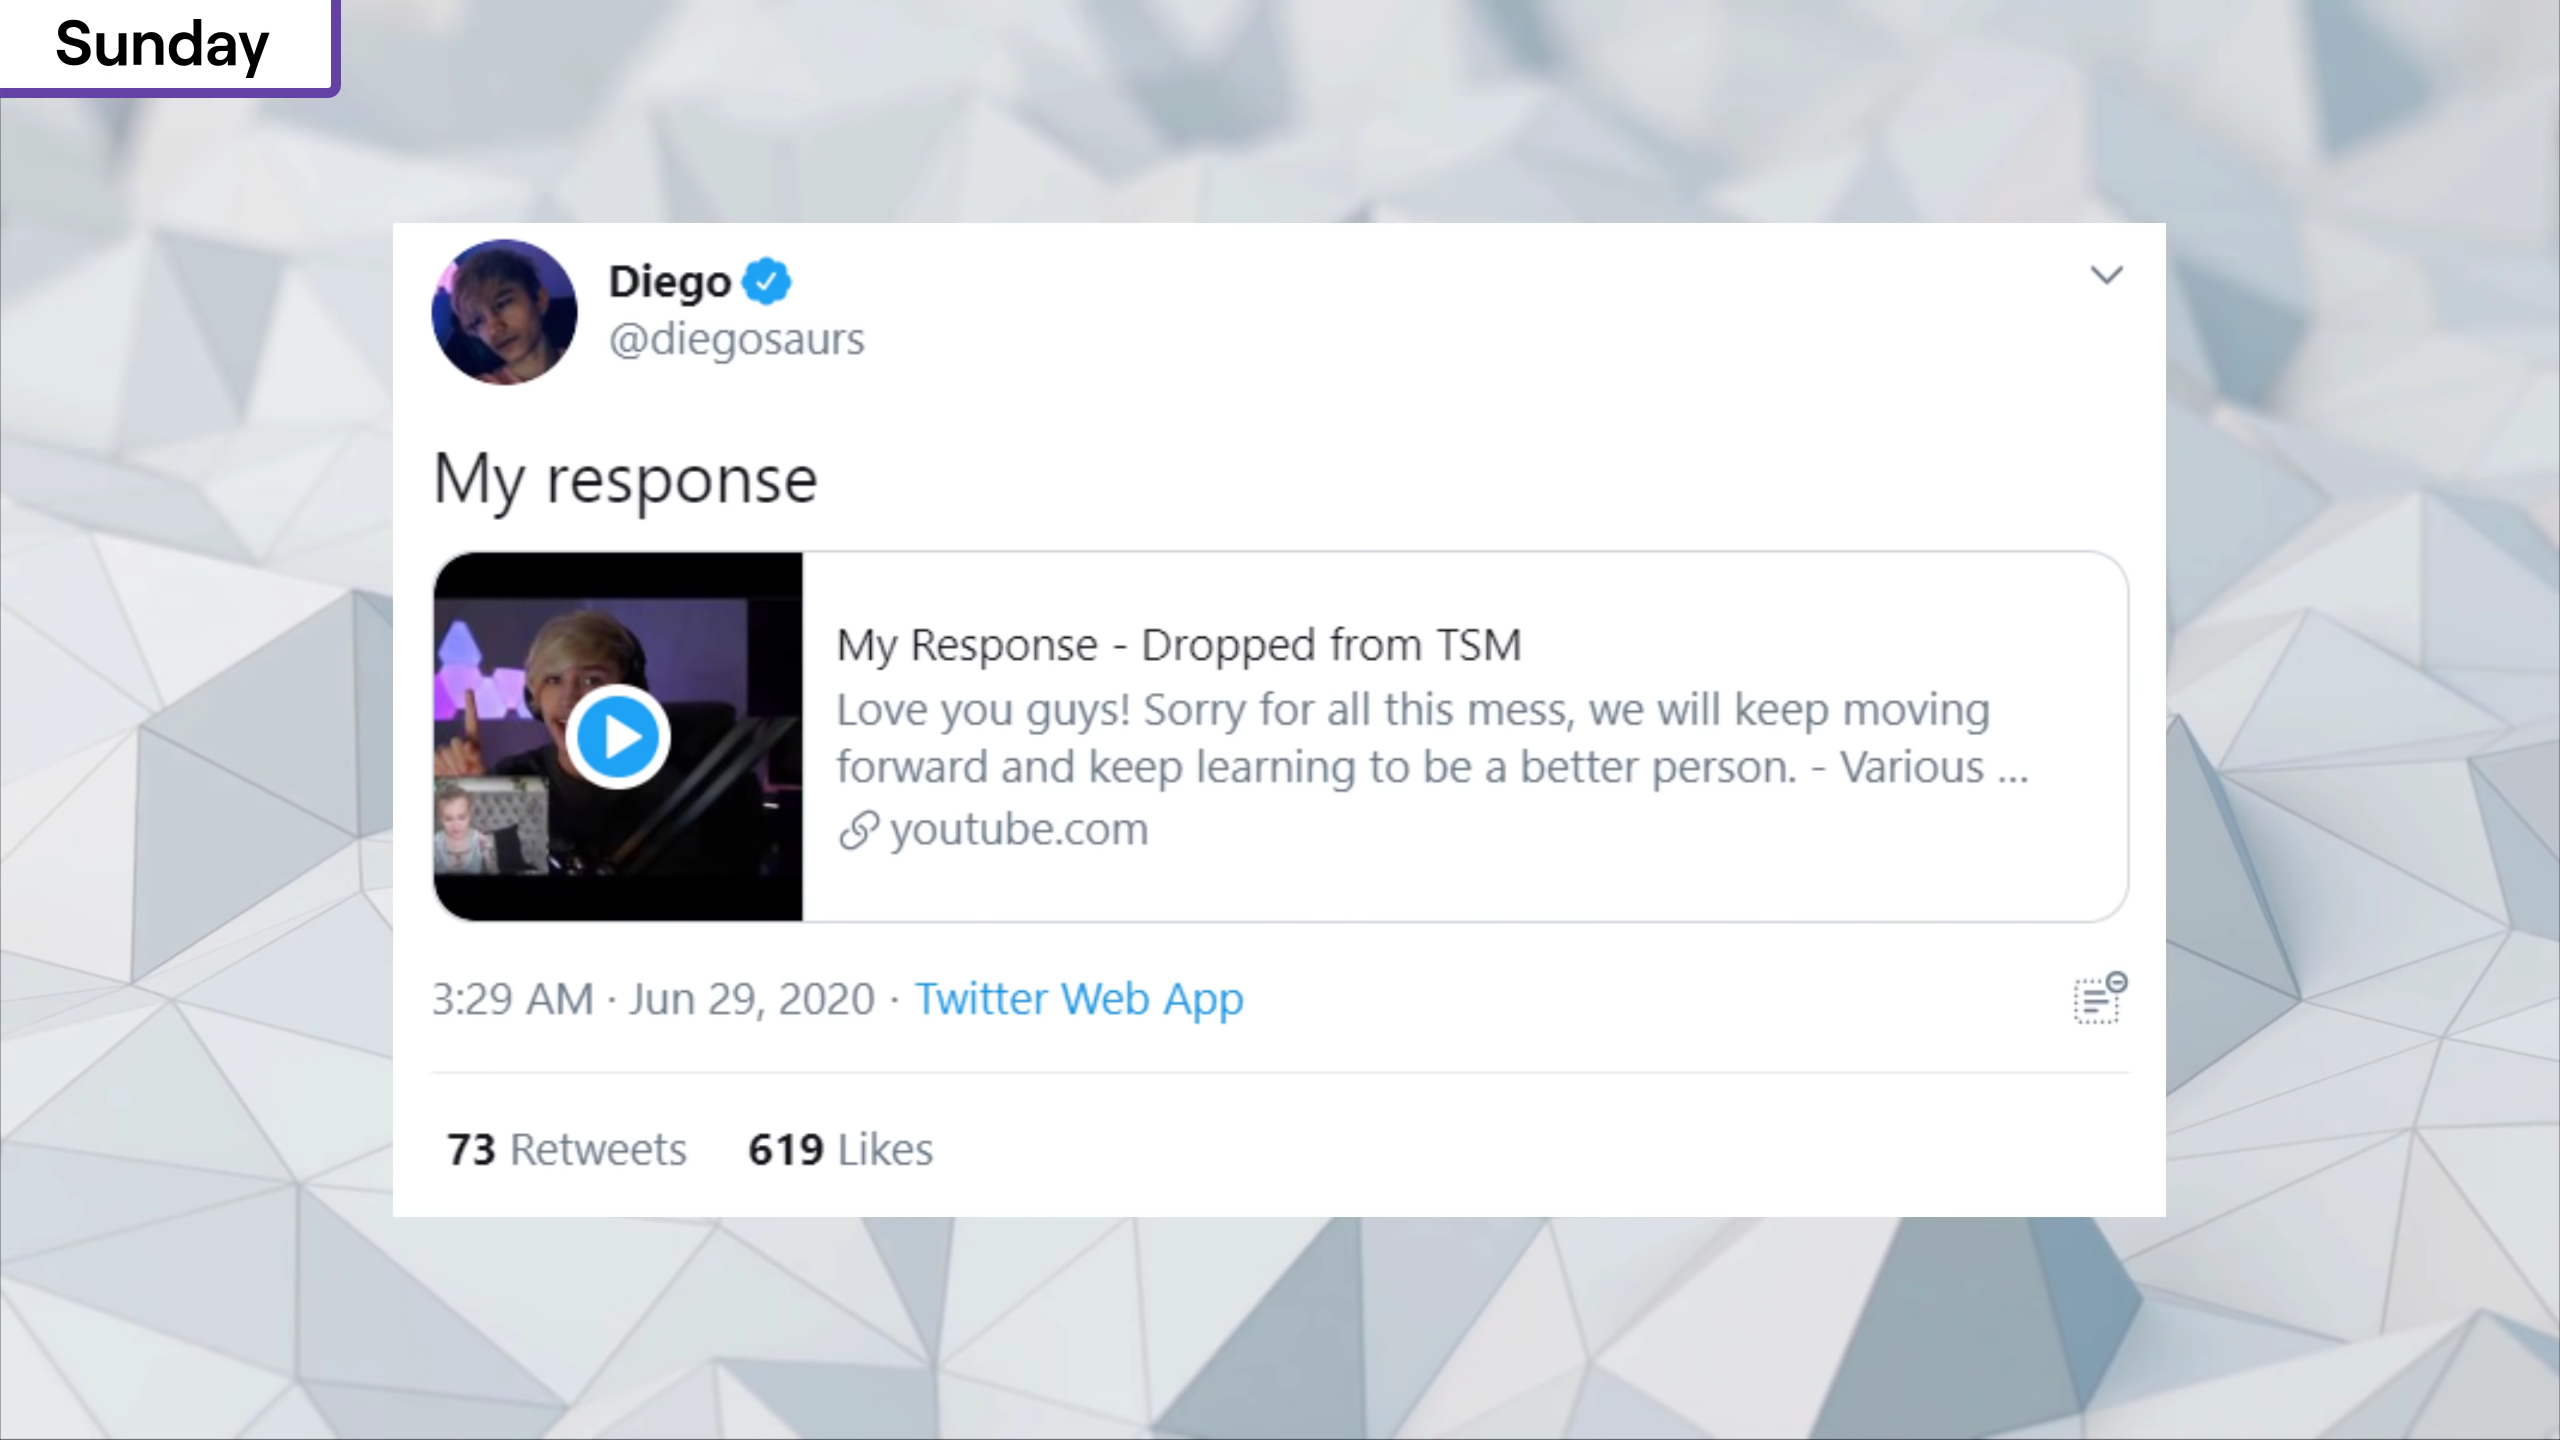 Sunday
Diego
@diegosaurs
My response
My Response - Dropped from TSM
Love you guys! Sorry for all this mess, we will keep moving
forward and keep learning to be a better person. - Various ...
youtube.com
3:29 AM · Jun 29, 2020 · Twitter Web App
73 Retweets 619 Likes